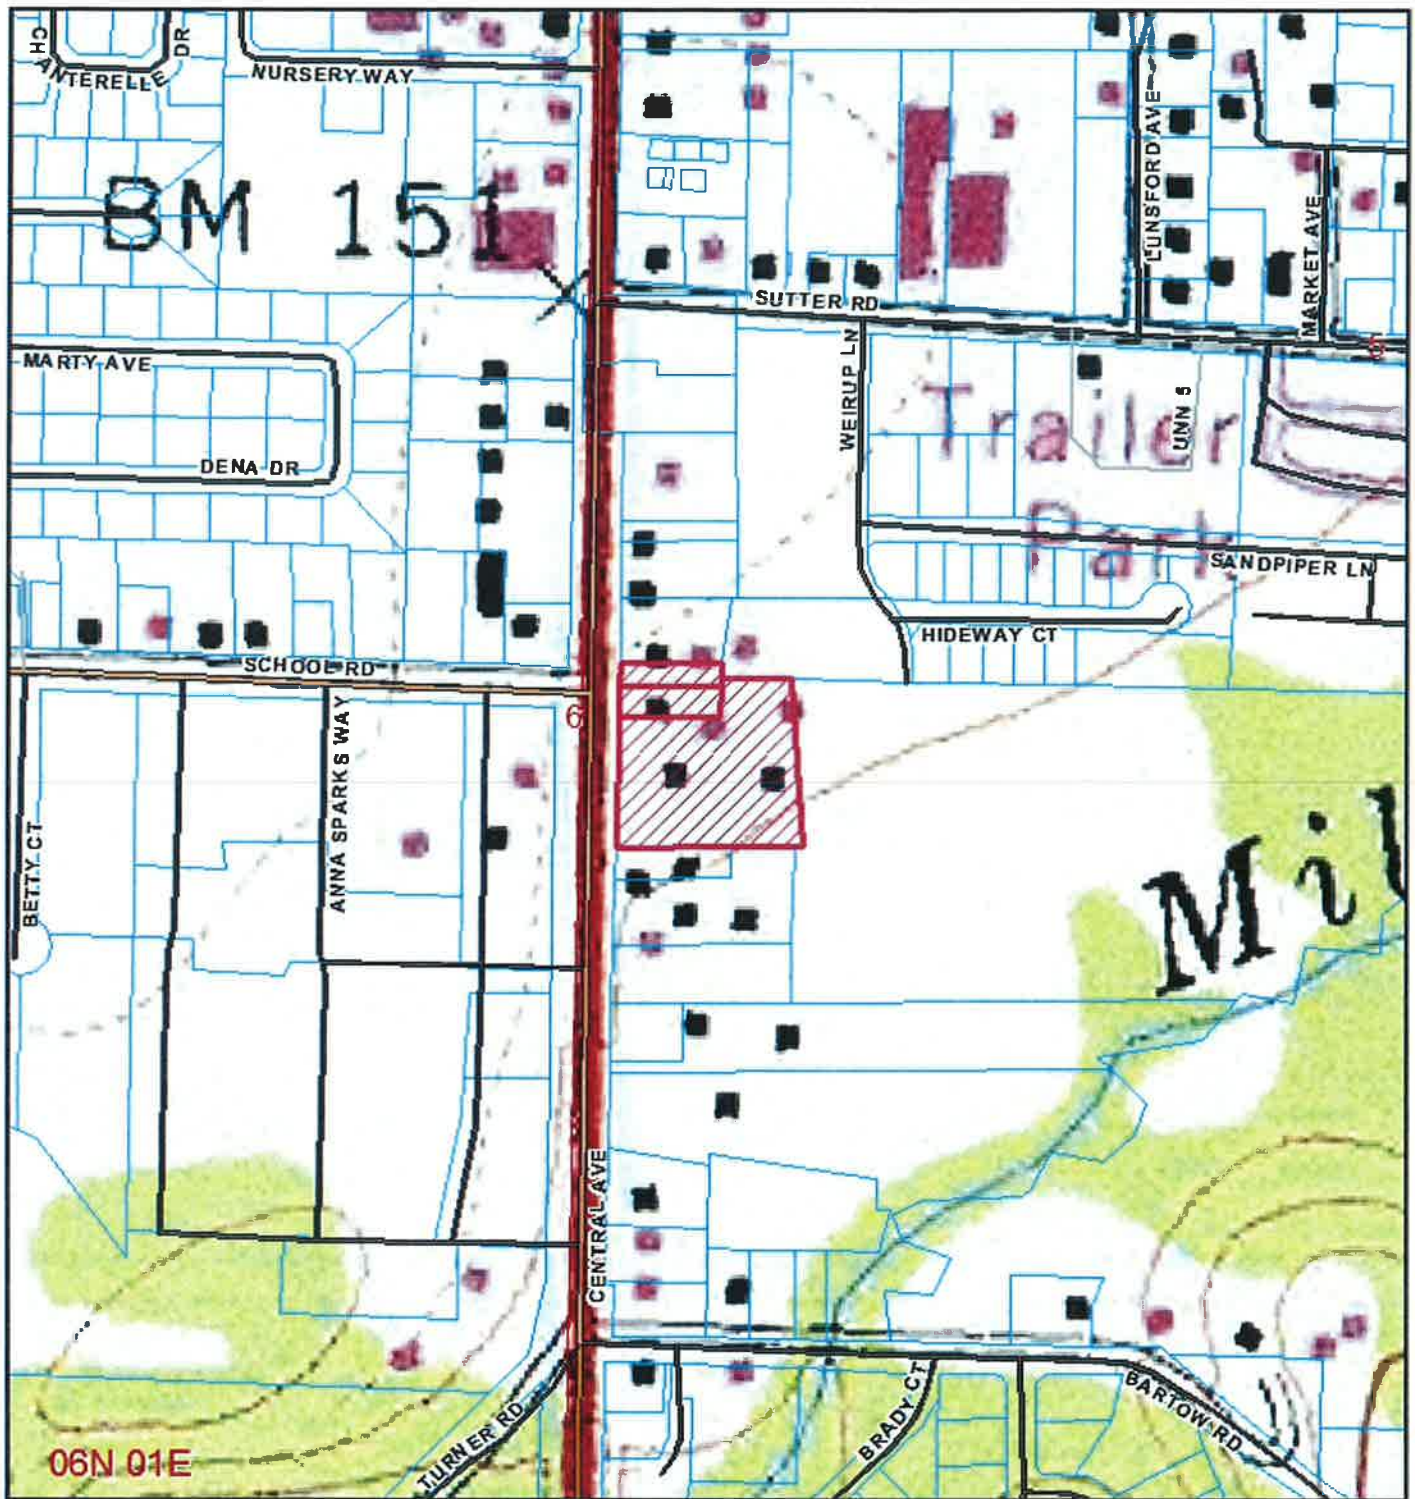 CHANTERELLE DR
NURSERY WAY
LUNSFORD AVE
MARKET AVE
BM 151
SUTTER RD
5
MARTY AVE
WEIRUP LN
Trailer
UNN 5
DENA DR
Park
SANDPIPER LN
HIDEWAY CT
SCHOOL RD
6
ANNA SPARKS WAY
BETTY CT
Mil
CENTRAL AVE
TURNER RD
BRADY CT
BARTOW RD
06N 01E